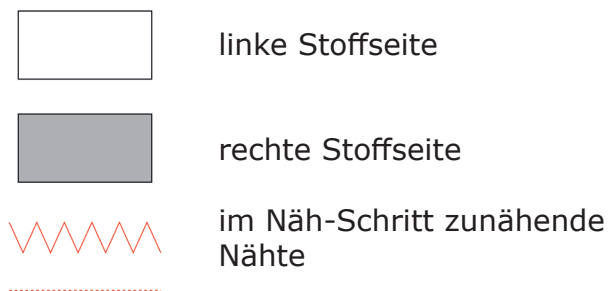 linke Stoffseite
rechte Stoffseite
im Näh-Schritt zunähende
Nähte